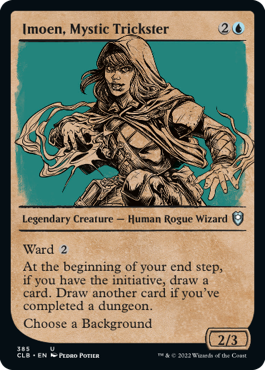 Imoen, Mystic Trickster 2
Legendary Creature — Human Rogue Wizard
Ward 2
At the beginning of your end step,
if you have the initiative, draw a
card. Draw another card if you've
completed a dungeon.
Choose a Background
2/3
385 U
CLB • EN Pedro Potier
™ & © 2022 Wizards of the Coast